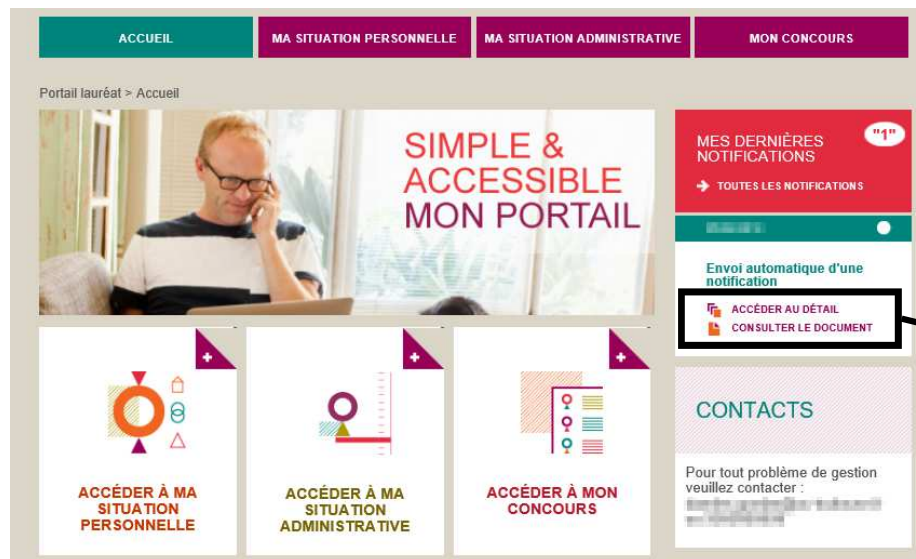 ACCUEIL
MA SITUATION PERSONNELLE
MA SITUATION ADMINISTRATIVE
MON CONCOURS
Portail lauréat > Accueil
SIMPLE &
ACCESSIBLE
MON PORTAIL
MES DERNIÈRES
NOTIFICATIONS
"1"
TOUTES LES NOTIFICATIONS
Envoi automatique d'une
notification
ACCÉDER AU DÉTAIL
CONSULTER LE DOCUMENT
ACCÉDER À MA
SITUATION
PERSONNELLE
ACCÉDER À MA
SITUATION
ADMINISTRATIVE
ACCÉDER À MON
CONCOURS
CONTACTS
Pour tout problème de gestion
veuillez contacter :